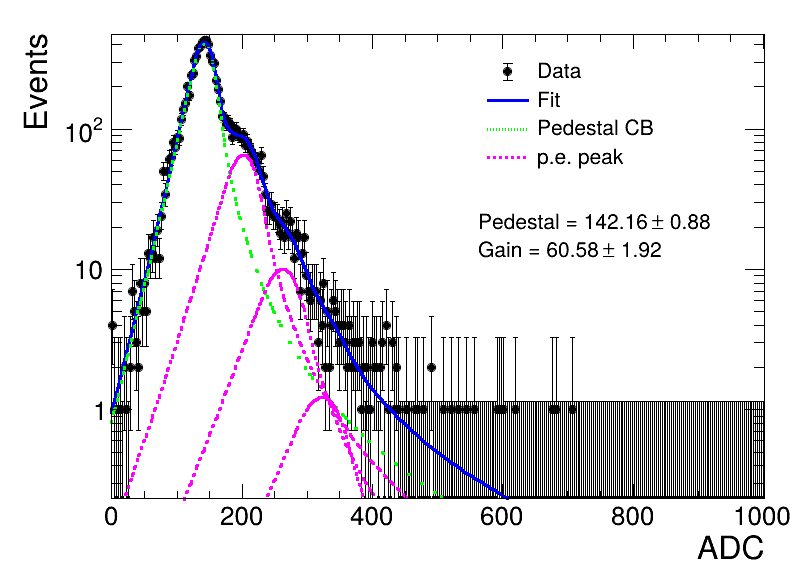 Events
Data
Fit
Pedestal CB
p.e. peak
Pedestal = 142.16 ± 0.88
Gain = 60.58 ± 1.92
10²
10
1
0 200 400 600 800 1000
ADC